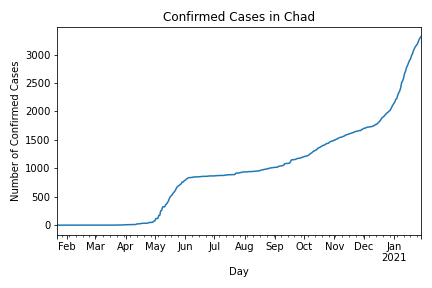 Confirmed Cases in Chad
Number of Confirmed Cases
3000
2500
2000
1500
1000
500
0
Feb Mar Apr May Jun Jul Aug Sep Oct Nov Dec Jan
2021
Day